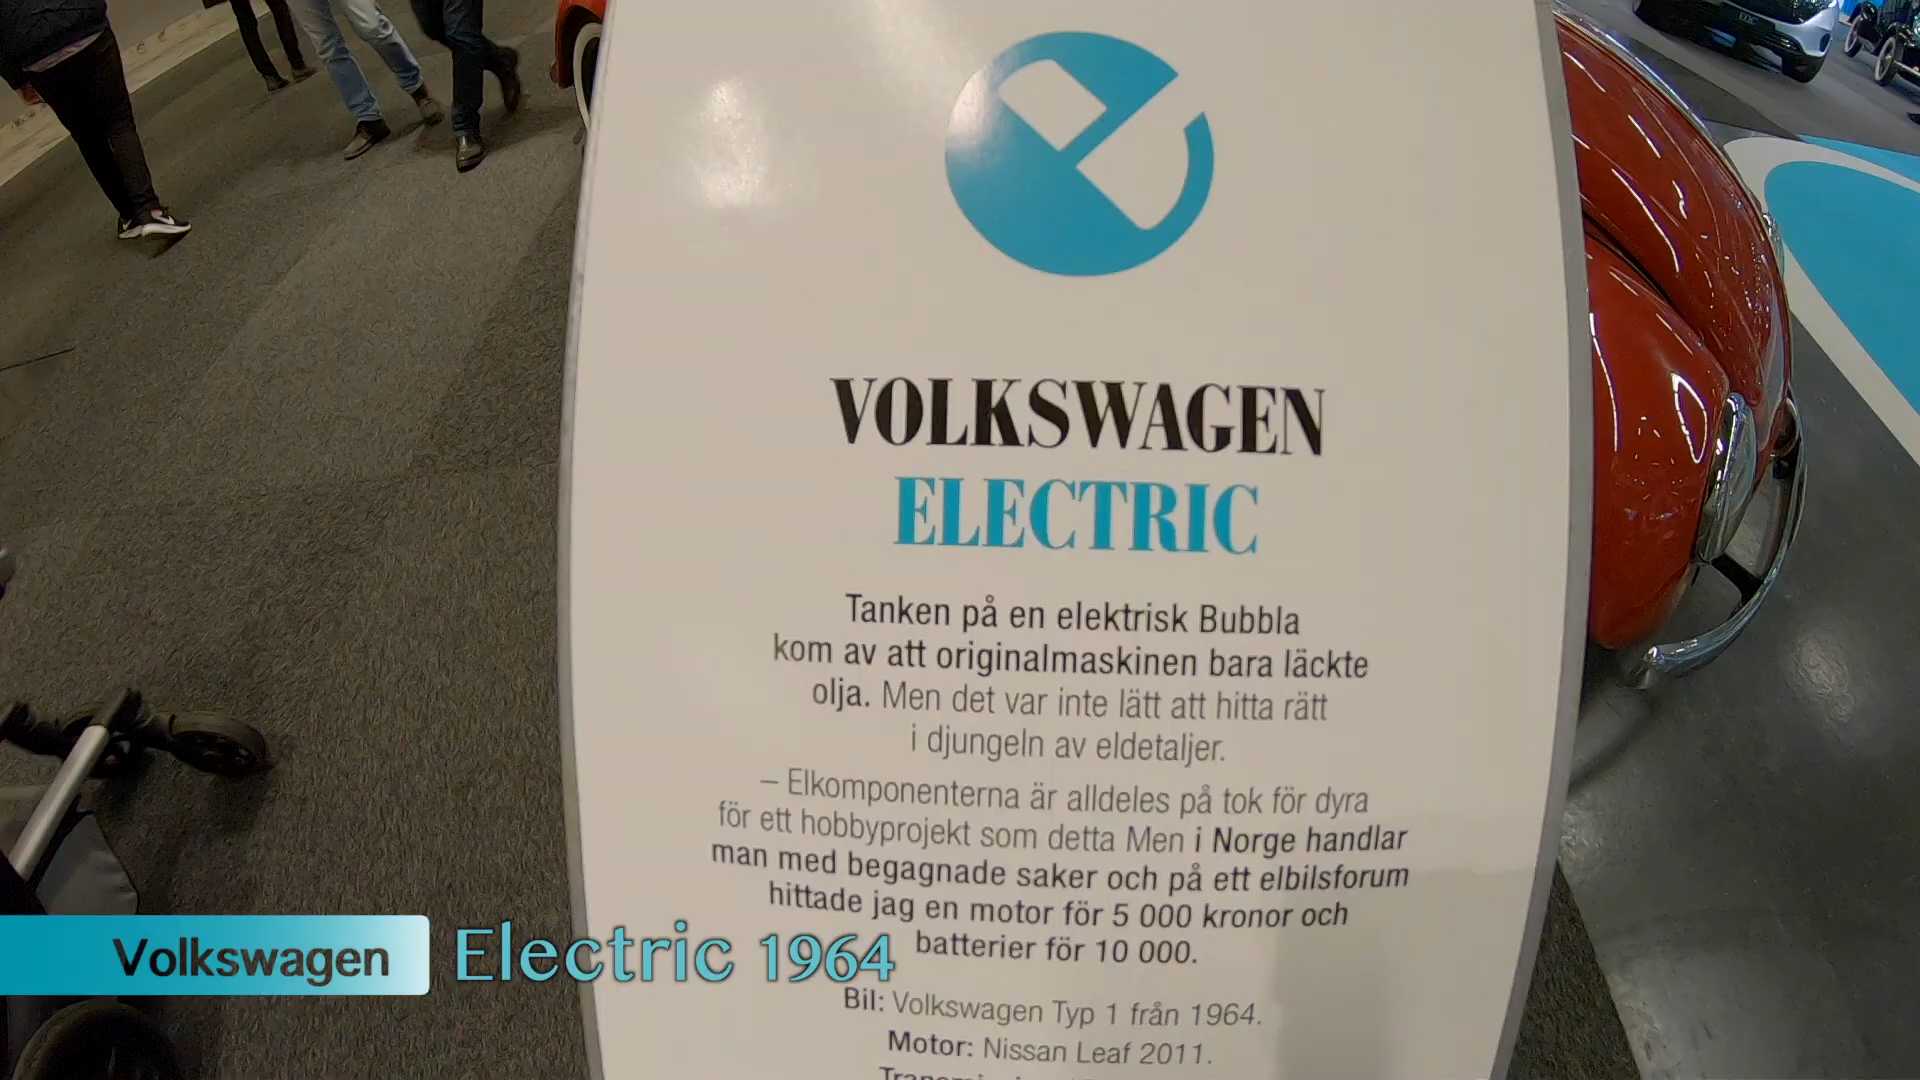 VOLKSWAGEN
ELECTRIC
Tanken på en elektrisk Bubbla
kom av att originalmaskinen bara läckte
olja. Men det var inte lätt att hitta rätt
i djungeln av eldetaljer.
– Elkomponenterna är alldeles på tok för dyra
för ett hobbyprojekt som detta Men i Norge handlar
man med begagnade saker och på ett elbilsforum
hittade jag en motor för 5 000 kronor och
batterier för 10 000.
Bil: Volkswagen Typ 1 från 1964.
Motor: Nissan Leaf 2011.
Volkswagen Electric 1964